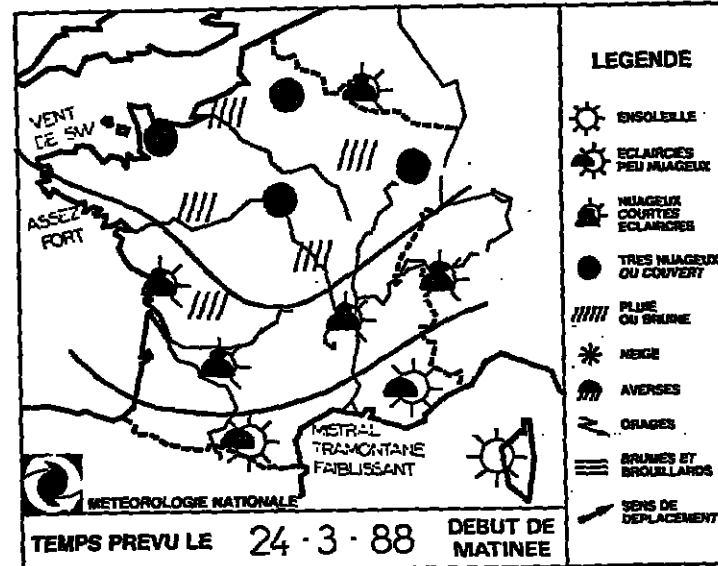 VENT
DE SW
ASSEZ
FORT
MISTRAL
TRAMONTANE
FAIBLISSANT
METEOROLOGIE NATIONALE
TEMPS PREVU LE 24 - 3 - 88 DEBUT DE
MATINEE
LEGENDE
ENSOLEILLE
ECLAIRCIES
PEU NUAGEUX
NUAGEUX
COURTES
ECLAIRCIES
TRES NUAGEUX
OU COUVERT
PLUIE
OU BRUINE
NEIGE
AVERSES
ORAGES
BRUMES ET
BROUILLARDS
SENS DE
DEPLACEMENT